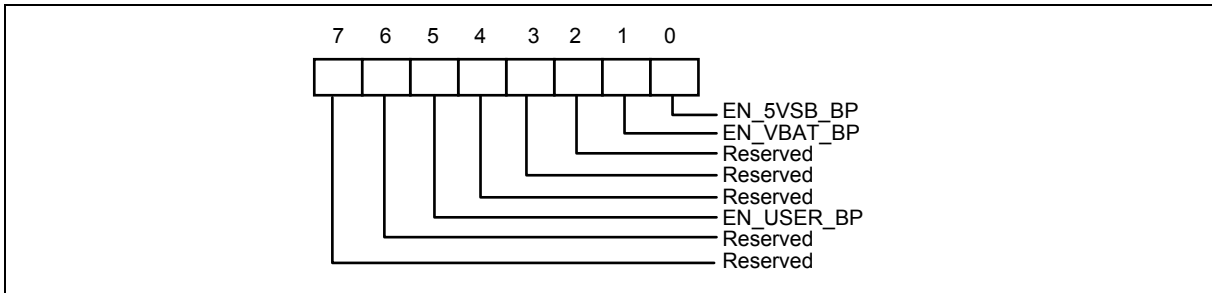 7 6 5 4 3 2 1 0
EN_5VSB_BP
EN_VBAT_BP
Reserved
Reserved
Reserved
EN_USER_BP
Reserved
Reserved